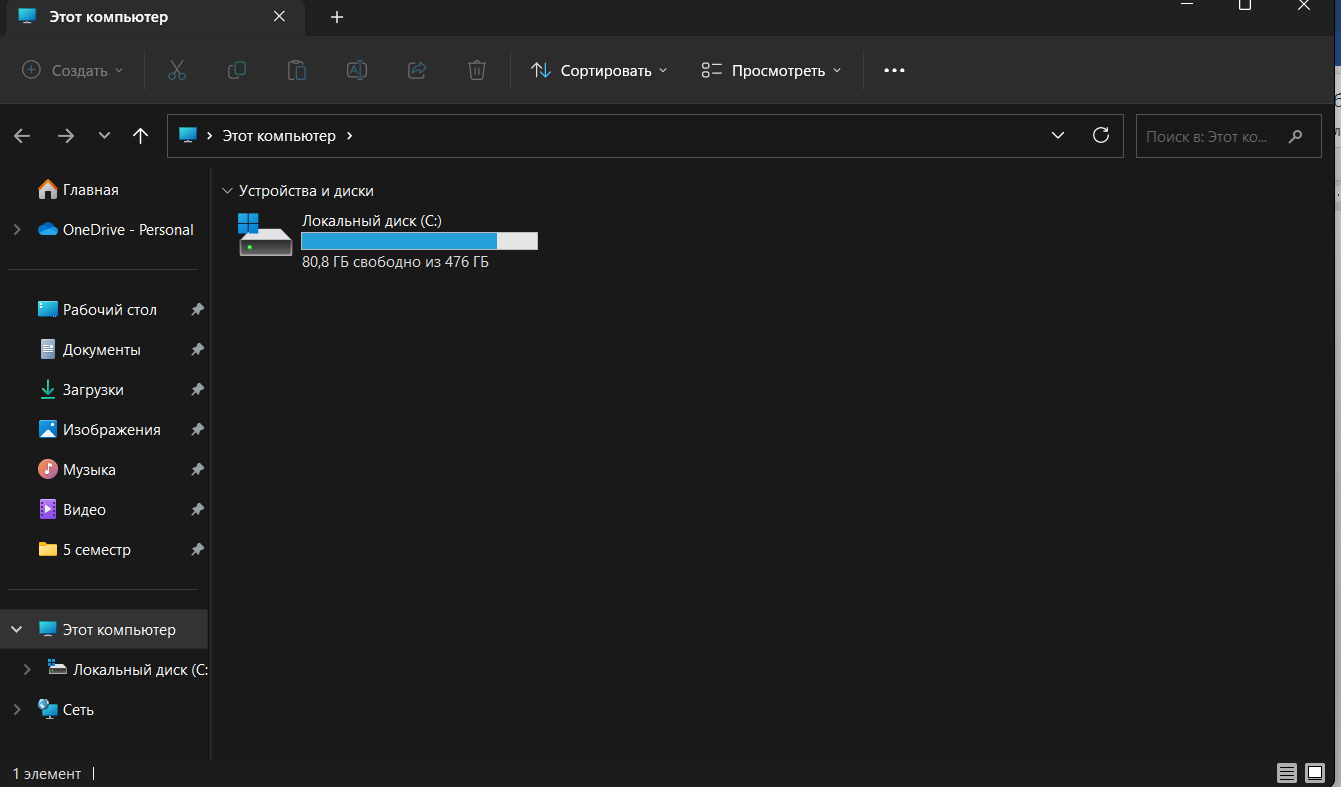 Этот компьютер
Создать
Сортировать
Просмотреть
Этот компьютер
Поиск в: Этот ко...
Главная
OneDrive - Personal
Рабочий стол
Документы
Загрузки
Изображения
Музыка
Видео
5 семестр
Этот компьютер
Локальный диск (C:
Сеть
Устройства и диски
Локальный диск (C:)
80,8 ГБ свободно из 476 ГБ
1 элемент